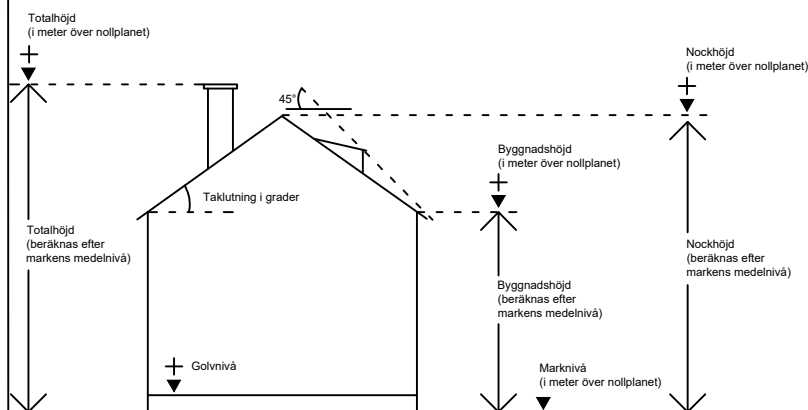 Totalhöjd
(i meter över nollplanet)
Nockhöjd
(i meter över nollplanet)
45°
Byggnadshöjd
(i meter över nollplanet)
Taklutning i grader
Totalhöjd
(beräknas efter
markens medelnivå)
Nockhöjd
(beräknas efter
markens medelnivå)
Byggnadshöjd
(beräknas efter
markens medelnivå)
Golvnivå
Marknivå
(i meter över nollplanet)